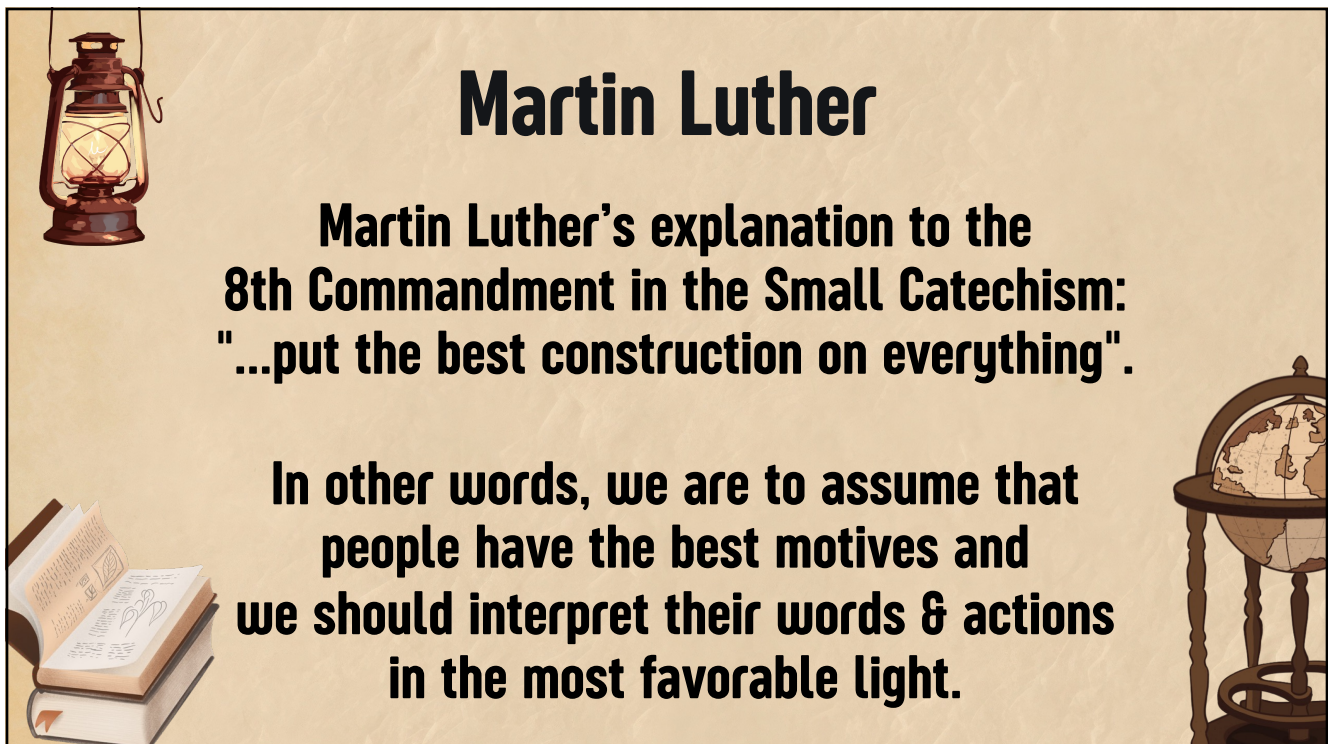 Martin Luther
Martin Luther’s explanation to the
8th Commandment in the Small Catechism:
"...put the best construction on everything".
In other words, we are to assume that
people have the best motives and
we should interpret their words & actions
in the most favorable light.